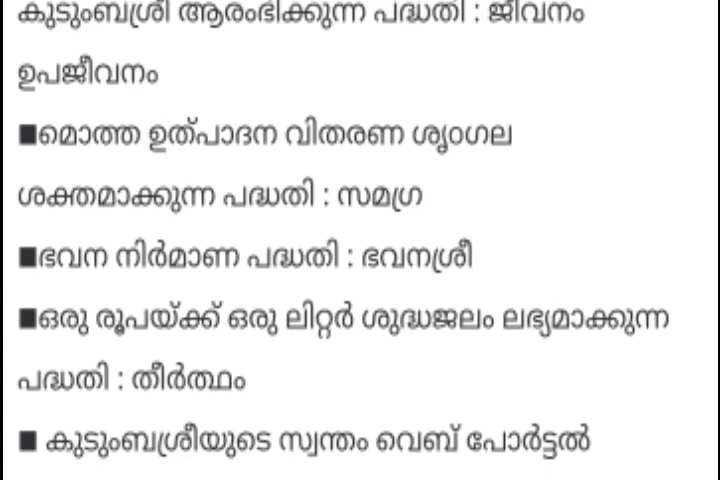 കുടുംബശ്രീ ആരംഭിക്കുന്ന പദ്ധതി : ജീവനം
ഉപജീവനം
■മൊത്ത ഉത്പാദന വിതരണ ശൃംഗല
ശക്തമാക്കുന്ന പദ്ധതി : സമഗ്ര
■ഭവന നിർമാണ പദ്ധതി : ഭവനശ്രീ
■ഒരു രൂപയ്ക്ക് ഒരു ലിറ്റർ ശുദ്ധജലം ലഭ്യമാക്കുന്ന
പദ്ധതി : തീർത്ഥം
■ കുടുംബശ്രീയുടെ സ്വന്തം വെബ് പോർട്ടൽ